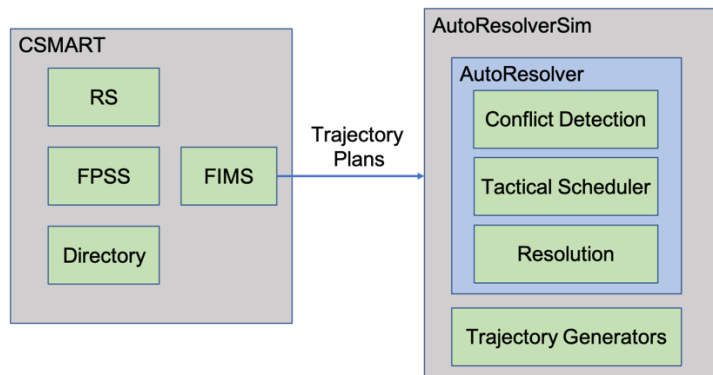 CSMART
RS
FPSS
FIMS
Directory
Trajectory
Plans
AutoResolverSim
AutoResolver
Conflict Detection
Tactical Scheduler
Resolution
Trajectory Generators